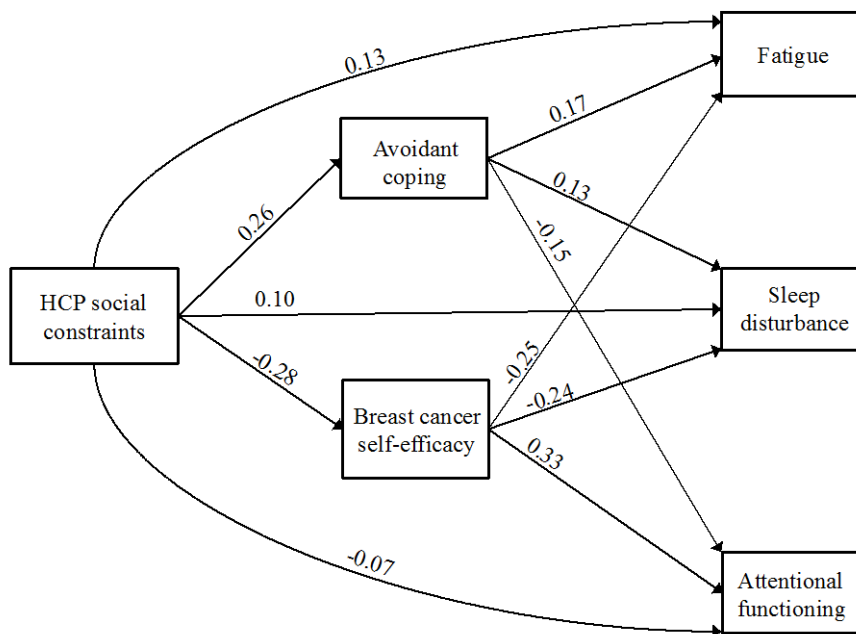 Fatigue
0.13
0.17
Avoidant
coping
0.13
0.26
-0.15
HCP social
constraints
0.10
Sleep
disturbance
-0.28
-0.25
-0.24
Breast cancer
self-efficacy
0.33
-0.07
Attentional
functioning